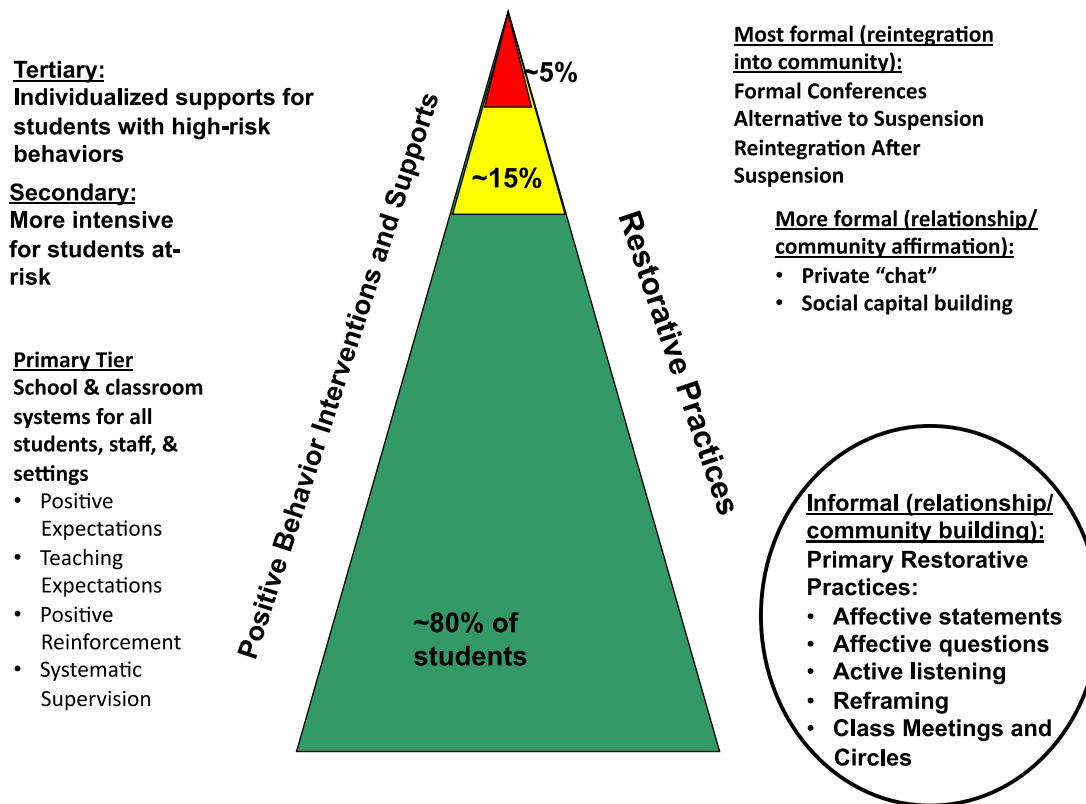 Tertiary:
Individualized supports for
students with high-risk
behaviors
Secondary:
More intensive
for students at-
risk
Primary Tier
School & classroom
systems for all
students, staff, &
settings
• Positive
Expectations
• Teaching
Expectations
• Positive
Reinforcement
• Systematic
Supervision
Positive Behavior Interventions and Supports
~5%
~15%
~80% of
students
Restorative Practices
Most formal (reintegration
into community):
Formal Conferences
Alternative to Suspension
Reintegration After
Suspension
More formal (relationship/
community affirmation):
• Private “chat”
• Social capital building
Informal (relationship/
community building):
Primary Restorative
Practices:
• Affective statements
• Affective questions
• Active listening
• Reframing
• Class Meetings and
Circles